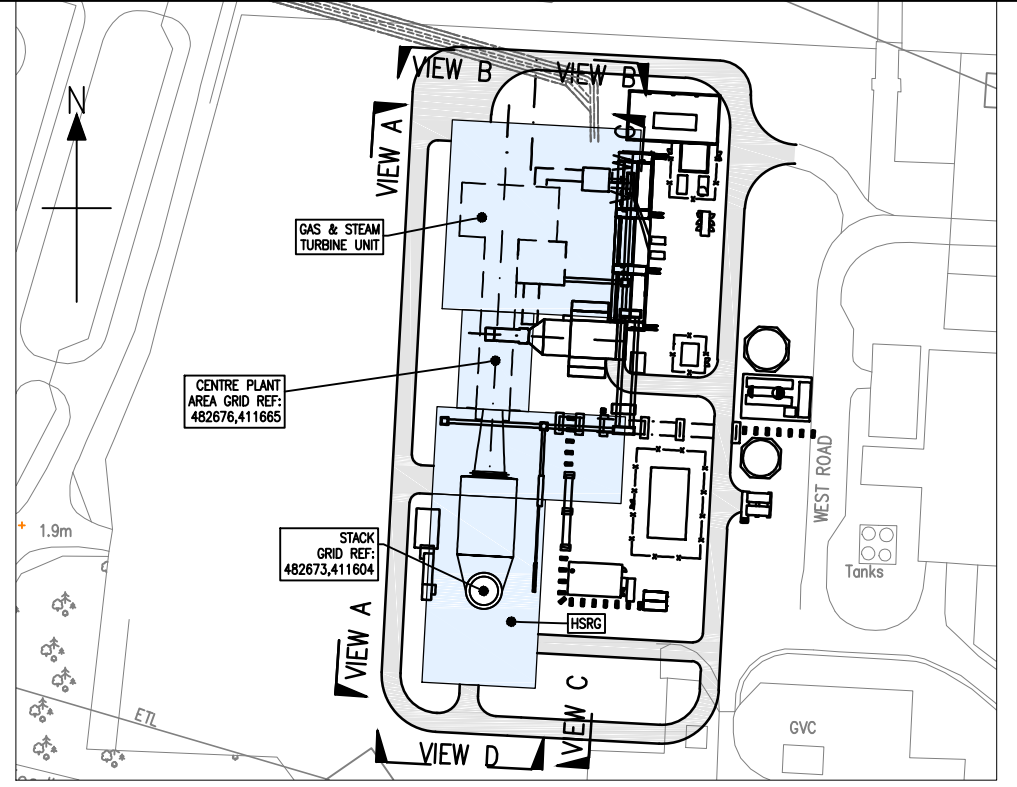 VIEW B
VIEW B
N
VIEW A
C
GAS & STEAM
TURBINE UNIT
CENTRE PLANT
AREA GRID REF:
482676,411665
WEST ROAD
1.9m
STACK
GRID REF:
482673,411604
Tanks
HSRG
VIEW A
VIEW C
ETL
GVC
VIEW D